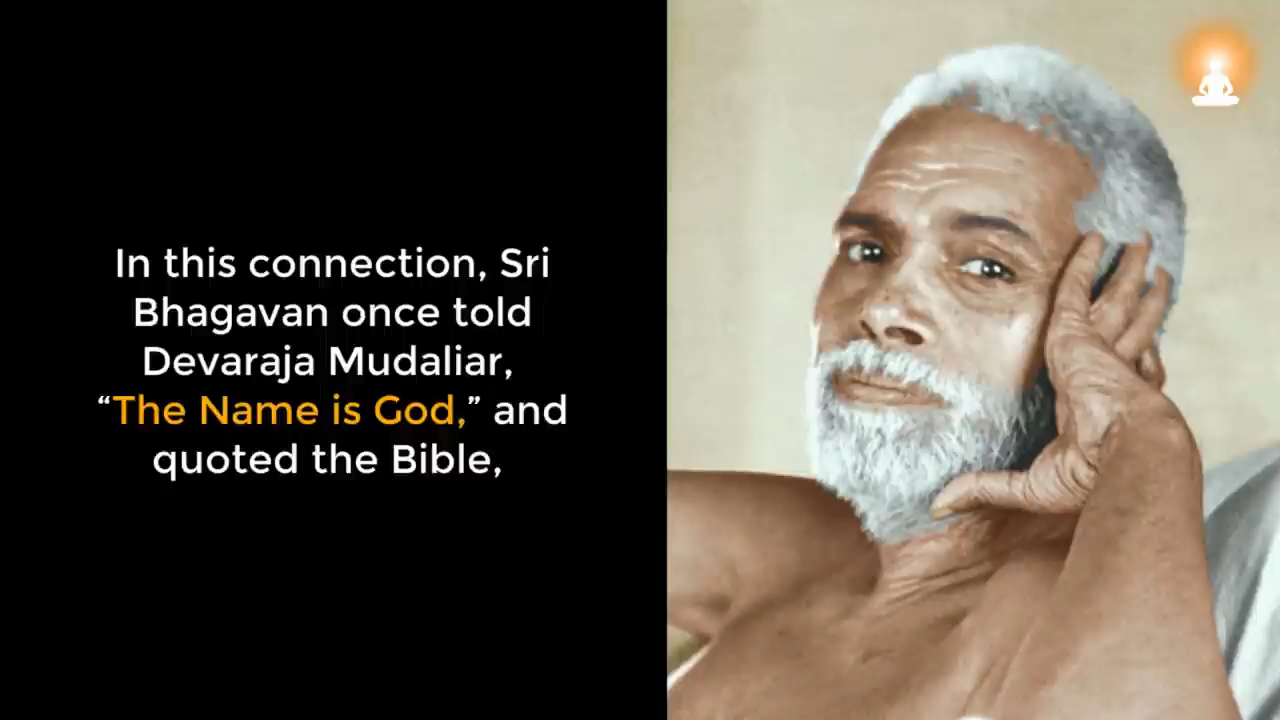 In this connection, Sri
Bhagavan once told
Devaraja Mudaliar,
“The Name is God,” and
quoted the Bible,